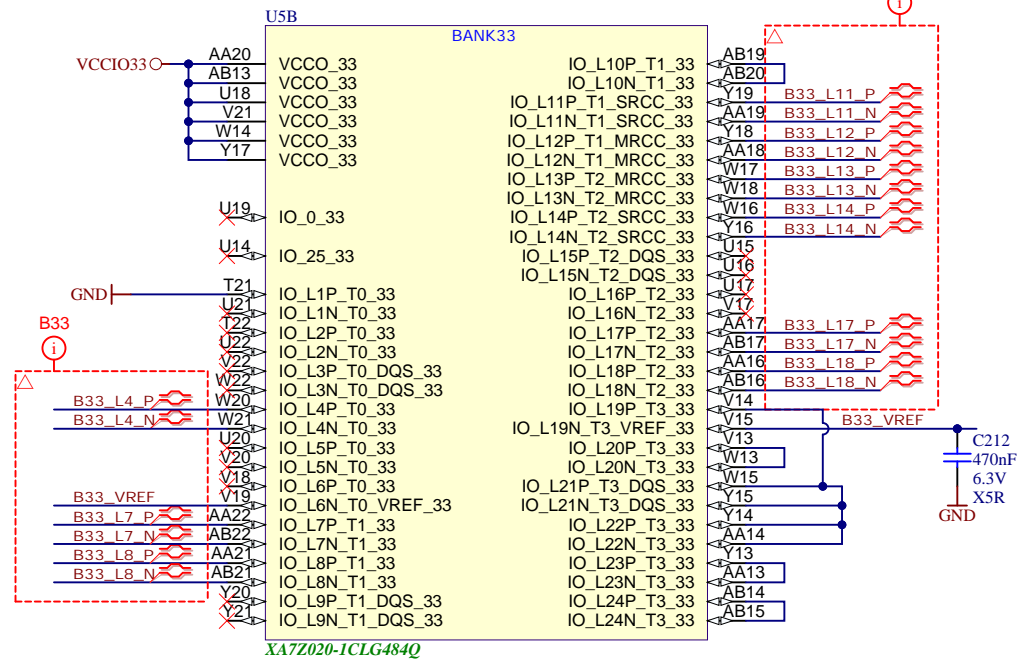 U5B
BANK33
VCCIO33
AA20 VCCO_33
AB13 VCCO_33
U18 VCCO_33
V21 VCCO_33
W14 VCCO_33
Y17 VCCO_33
U19 IO_0_33
U14 IO_25_33
GND T21 IO_L1P_T0_33
U21 IO_L1N_T0_33
T22 IO_L2P_T0_33
U22 IO_L2N_T0_33
V22 IO_L3P_T0_DQS_33
W22 IO_L3N_T0_DQS_33
B33
i
B33_L4_P W20 IO_L4P_T0_33
B33_L4_N W21 IO_L4N_T0_33
U20 IO_L5P_T0_33
V20 IO_L5N_T0_33
V18 IO_L6P_T0_33
B33_VREF V19 IO_L6N_T0_VREF_33
B33_L7_P AA22 IO_L7P_T1_33
B33_L7_N AB22 IO_L7N_T1_33
B33_L8_P AA21 IO_L8P_T1_33
B33_L8_N AB21 IO_L8N_T1_33
Y20 IO_L9P_T1_DQS_33
Y21 IO_L9N_T1_DQS_33
i
IO_L10P_T1_33 AB19
IO_L10N_T1_33 AB20
IO_L11P_T1_SRCC_33 Y19 B33_L11_P
IO_L11N_T1_SRCC_33 AA19 B33_L11_N
IO_L12P_T1_MRCC_33 Y18 B33_L12_P
IO_L12N_T1_MRCC_33 AA18 B33_L12_N
IO_L13P_T2_MRCC_33 W17 B33_L13_P
IO_L13N_T2_MRCC_33 W18 B33_L13_N
IO_L14P_T2_SRCC_33 W16 B33_L14_P
IO_L14N_T2_SRCC_33 Y16 B33_L14_N
IO_L15P_T2_DQS_33 U15
IO_L15N_T2_DQS_33 U16
IO_L16P_T2_33 U17
IO_L16N_T2_33 V17
IO_L17P_T2_33 AA17 B33_L17_P
IO_L17N_T2_33 AB17 B33_L17_N
IO_L18P_T2_33 AA16 B33_L18_P
IO_L18N_T2_33 AB16 B33_L18_N
IO_L19P_T3_33 V14
IO_L19N_T3_VREF_33 V15 B33_VREF
IO_L20P_T3_33 V13
IO_L20N_T3_33 W13
IO_L21P_T3_DQS_33 W15
IO_L21N_T3_DQS_33 Y15
IO_L22P_T3_33 Y14
IO_L22N_T3_33 AA14
IO_L23P_T3_33 Y13
IO_L23N_T3_33 AA13
IO_L24P_T3_33 AB14
IO_L24N_T3_33 AB15
C212
470nF
6.3V
X5R
GND
XA7Z020-1CLG484Q